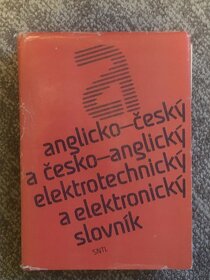 a
anglicko–český
a česko–anglický
elektrotechnický
a elektronický
slovník
SNTL